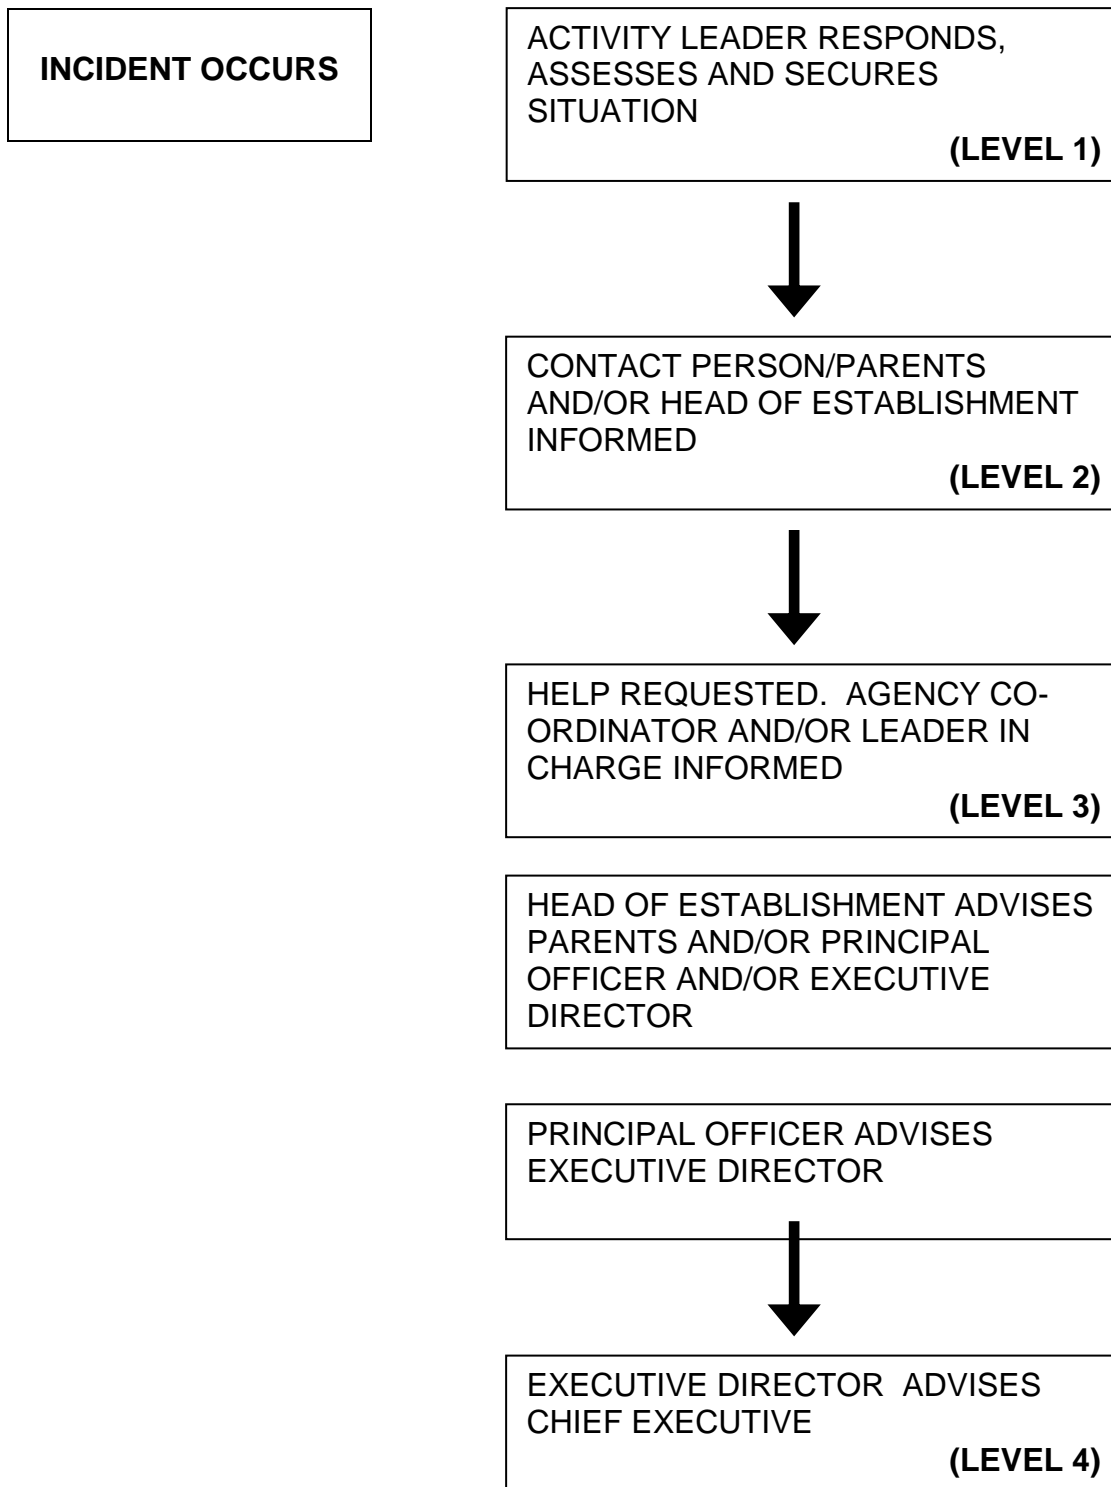 INCIDENT OCCURS
ACTIVITY LEADER RESPONDS,
ASSESSES AND SECURES
SITUATION
(LEVEL 1)
CONTACT PERSON/PARENTS
AND/OR HEAD OF ESTABLISHMENT
INFORMED
(LEVEL 2)
HELP REQUESTED.  AGENCY CO-
ORDINATOR AND/OR LEADER IN
CHARGE INFORMED
(LEVEL 3)
HEAD OF ESTABLISHMENT ADVISES
PARENTS AND/OR PRINCIPAL
OFFICER AND/OR EXECUTIVE
DIRECTOR
PRINCIPAL OFFICER ADVISES
EXECUTIVE DIRECTOR
EXECUTIVE DIRECTOR  ADVISES
CHIEF EXECUTIVE
(LEVEL 4)